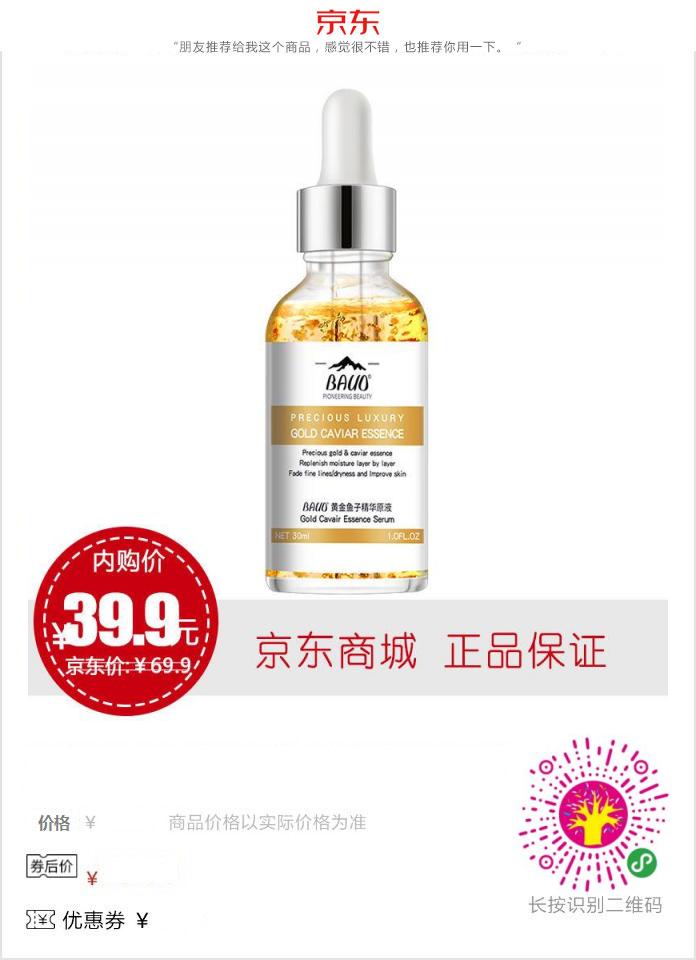 京东
“朋友推荐给我这个商品，感觉很不错，也推荐你用一下。 “
BAUO®
PIONEERING BEAUTY
PRECIOUS LUXURY
GOLD CAVIAR ESSENCE
Precious gold & caviar essence
Replenish moisture layer by layer
Fade fine lines/dryness and Improve skin
BAUO 黄金鱼子精华原液
Gold Cavair Essence Serum
NET 30ml 1.0FL.OZ
内购价
¥39.9元
京东价:¥69.9
京东商城 正品保证
价格 ¥ 商品价格以实际价格为准
券后价 ¥
¥ 优惠券 ¥
长按识别二维码